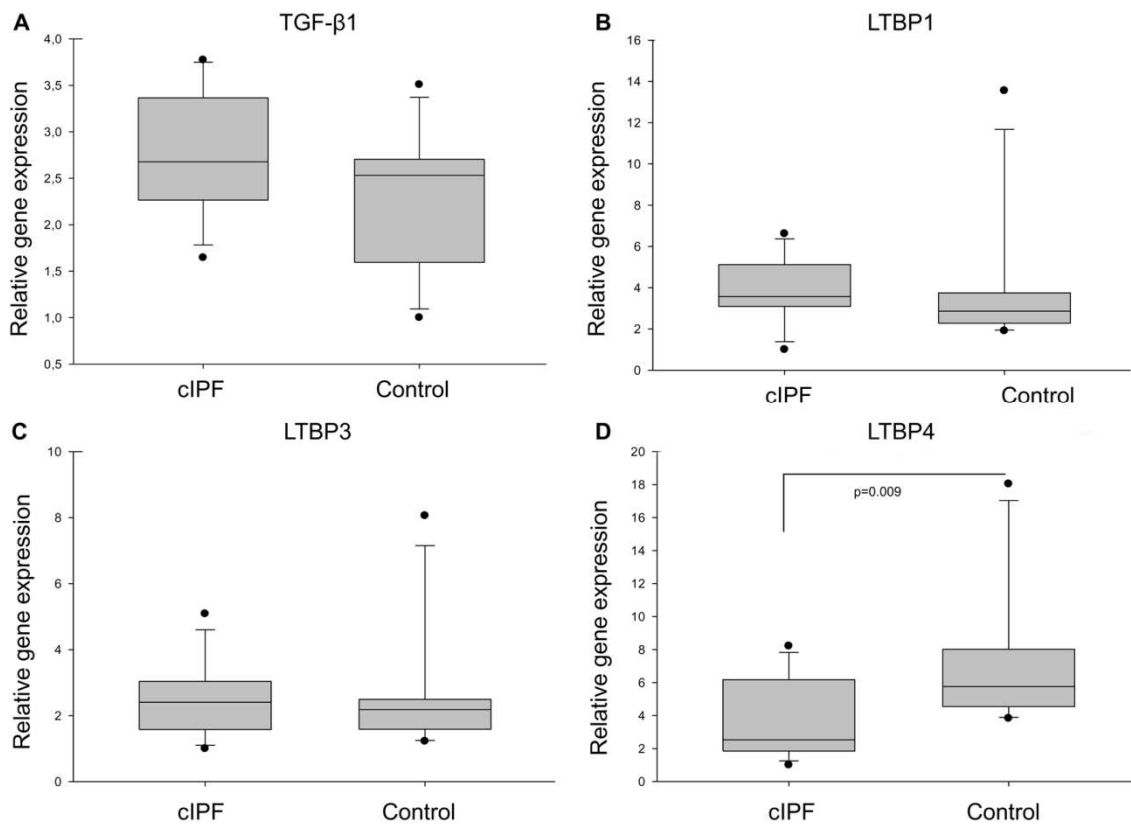 A
TGF-β1
Relative gene expression
4,0
3,5
3,0
2,5
2,0
1,5
1,0
0,5
cIPF
Control
B
LTBP1
Relative gene expression
16
14
12
10
8
6
4
2
0
cIPF
Control
C
LTBP3
Relative gene expression
10
8
6
4
2
0
cIPF
Control
D
LTBP4
Relative gene expression
20
18
16
14
12
10
8
6
4
2
0
p=0.009
cIPF
Control